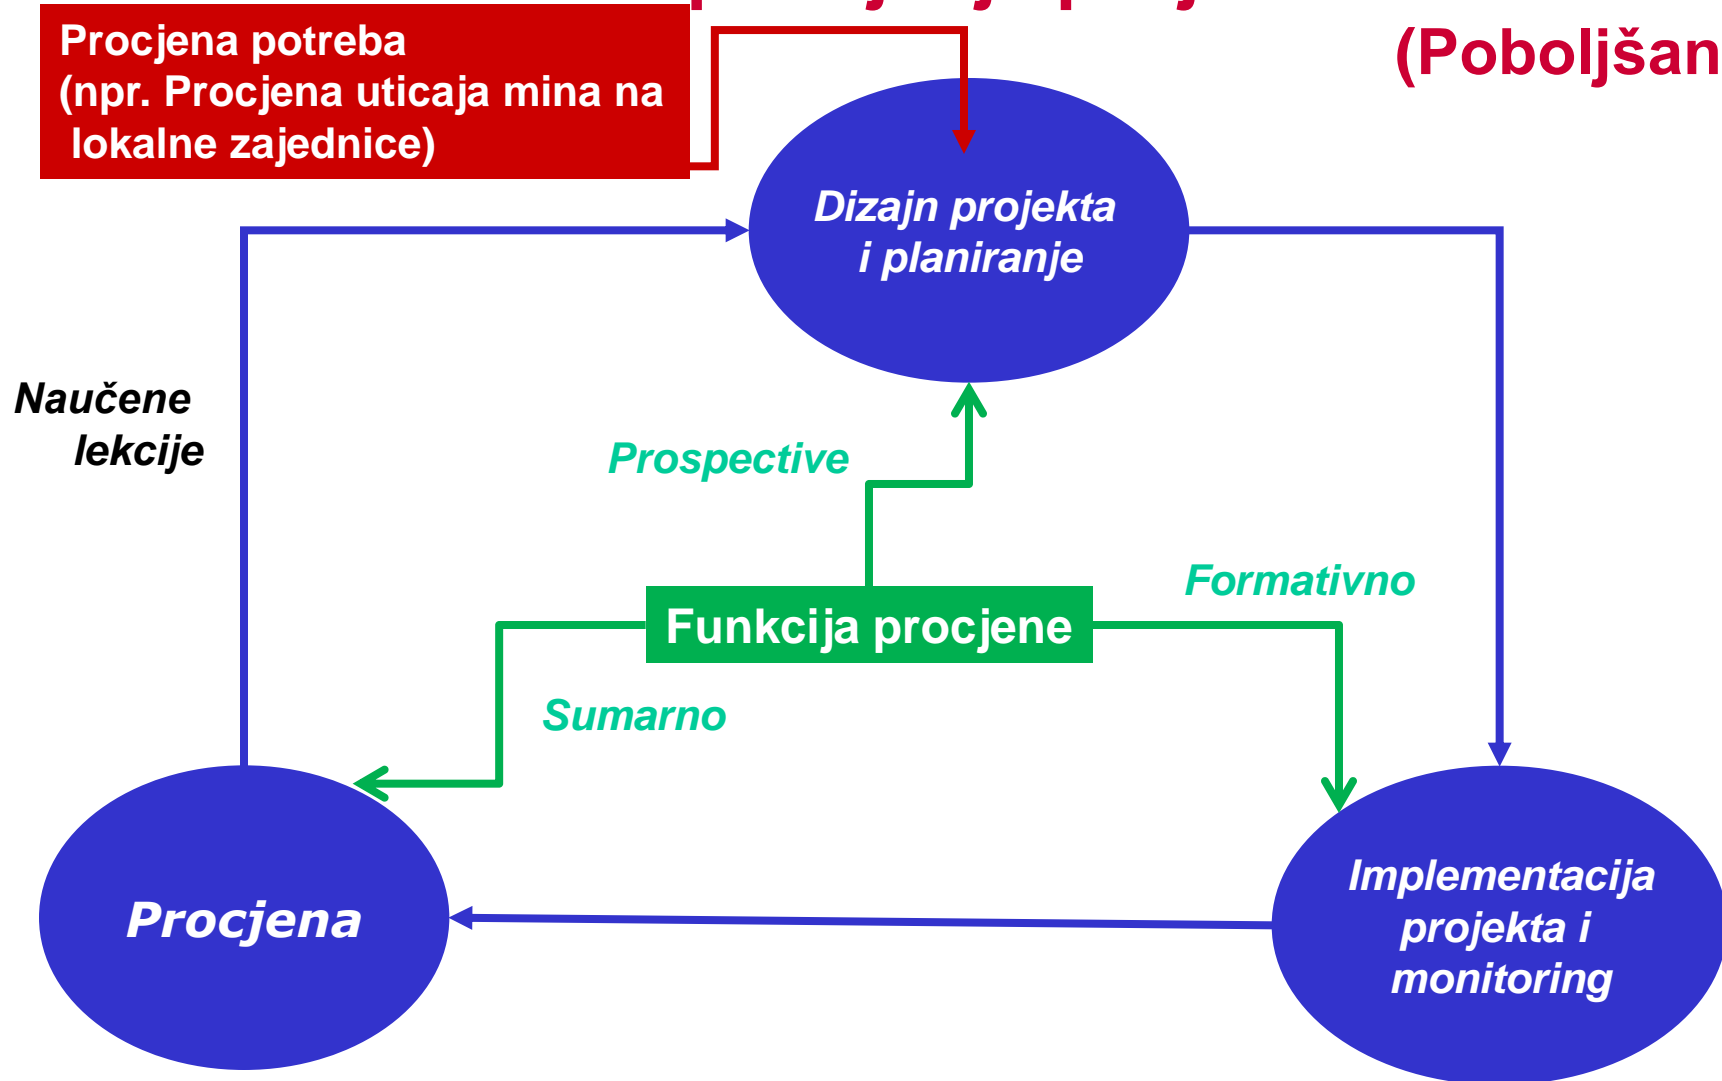 (Poboljšan
Procjena potreba
(npr. Procjena uticaja mina na
lokalne zajednice)
Dizajn projekta
i planiranje
Naučene
lekcije
Prospective
Formativno
Funkcija procjene
Sumarno
Procjena
Implementacija
projekta i
monitoring